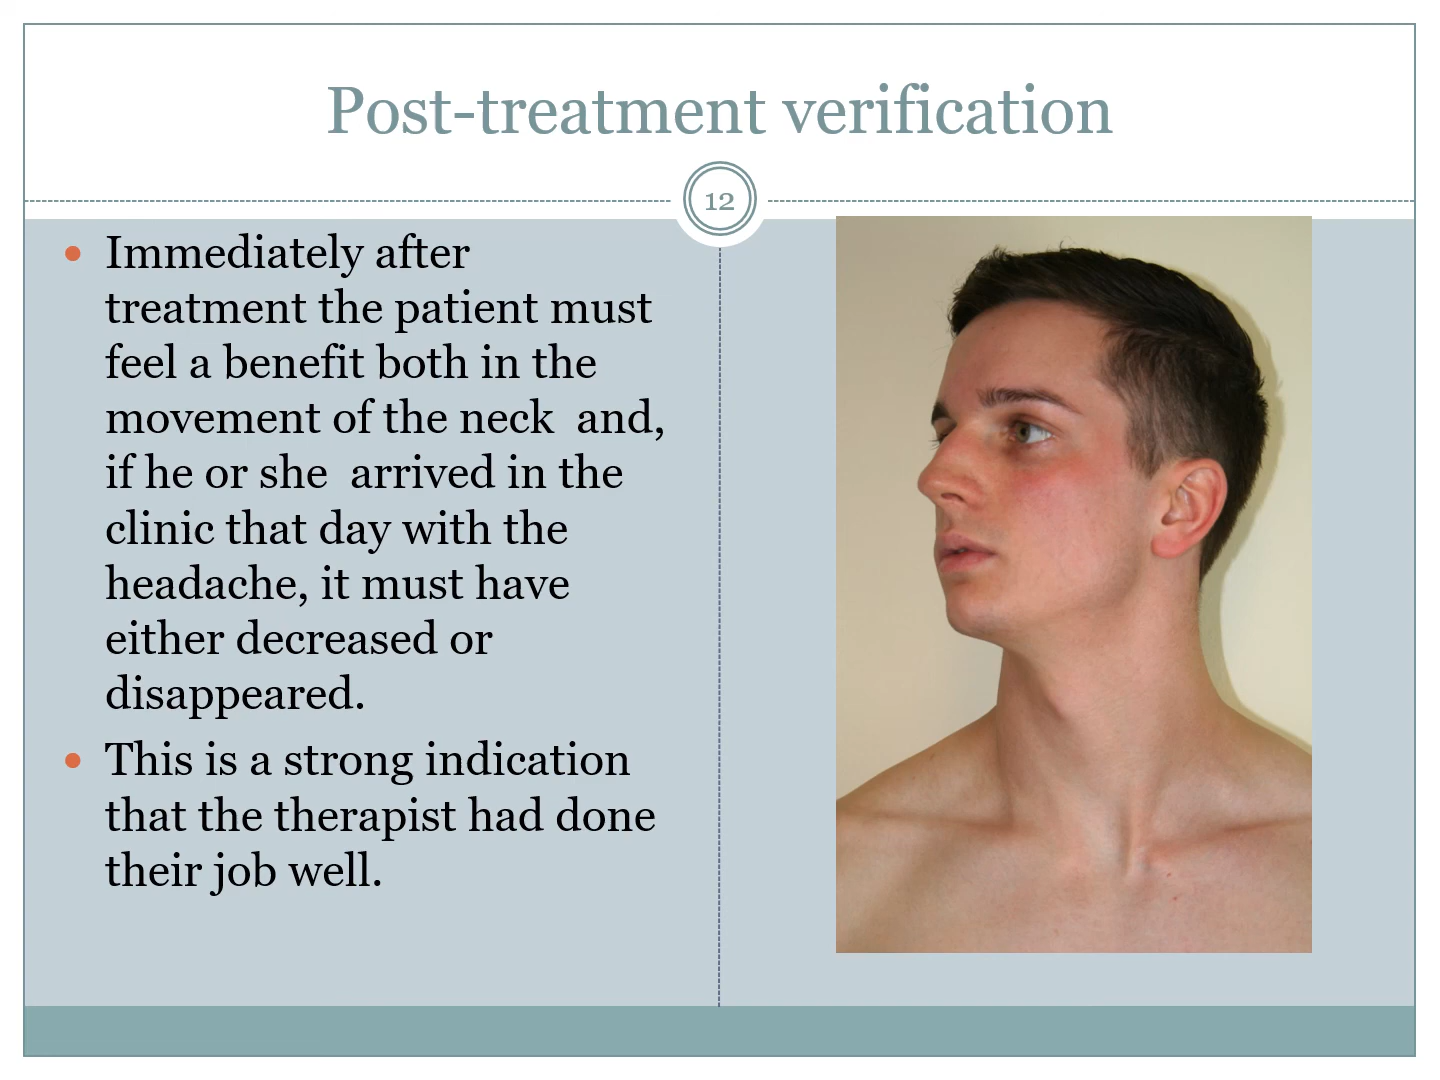 Post-treatment verification
12
• Immediately after
treatment the patient must
feel a benefit both in the
movement of the neck  and,
if he or she  arrived in the
clinic that day with the
headache, it must have
either decreased or
disappeared.
• This is a strong indication
that the therapist had done
their job well.